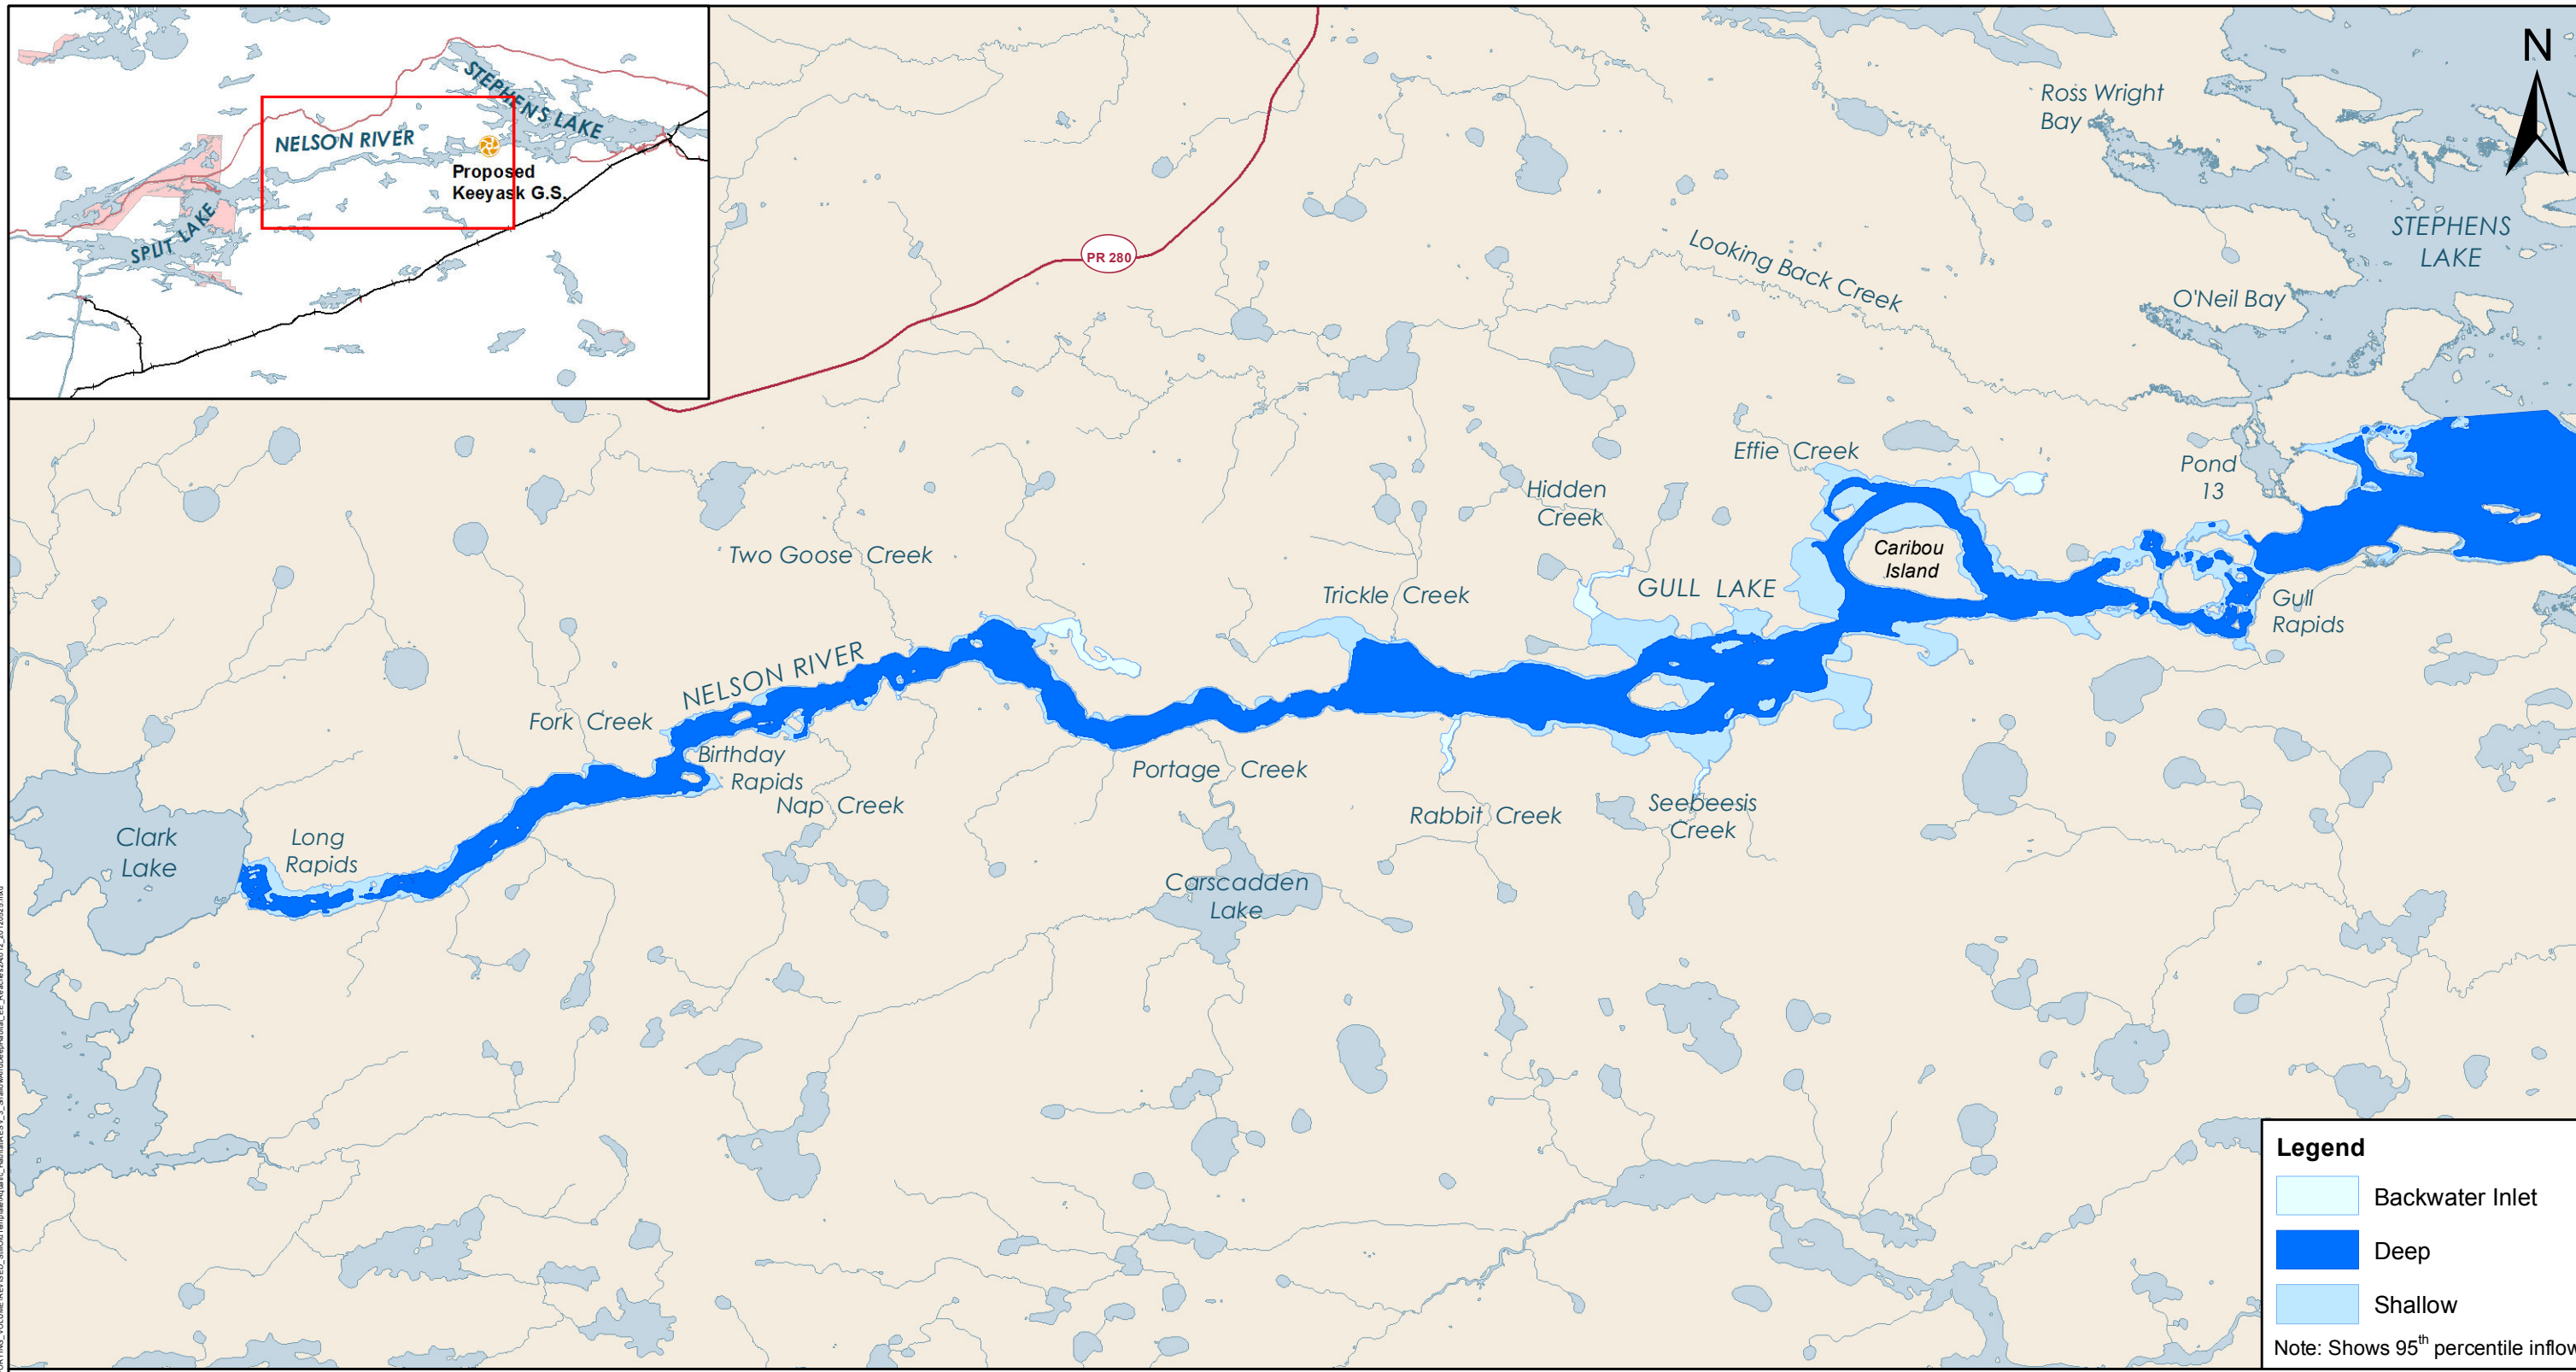 STEPHENS LAKE
NELSON RIVER
Proposed
Keeyask G.S.
SPLIT LAKE
N
Ross Wright
Bay
STEPHENS
LAKE
PR 280
Looking Back Creek
O'Neil Bay
Effie Creek
Pond
13
Hidden
Creek
Two Goose Creek
Caribou
Island
Trickle Creek
GULL LAKE
Gull
Rapids
NELSON RIVER
Fork Creek
Birthday
Rapids
Nap Creek
Portage Creek
Rabbit Creek
Seebeesis
Creek
Clark
Lake
Long
Rapids
Carscadden
Lake
Legend
Backwater Inlet
Deep
Shallow
Note: Shows 95th percentile inflow